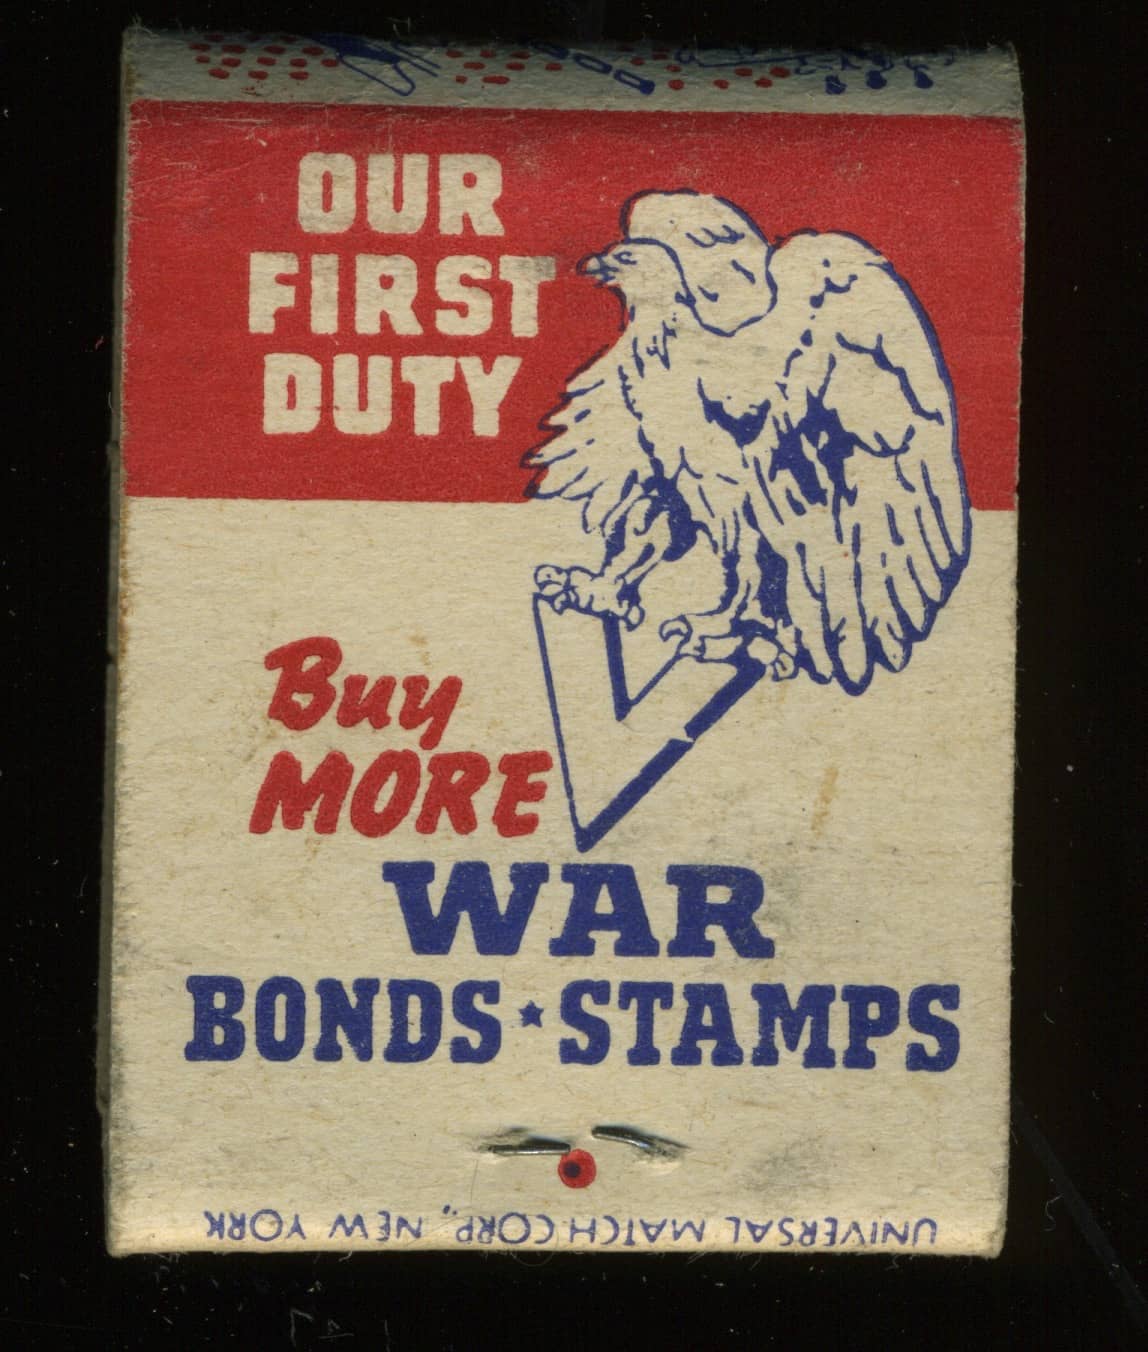 OUR
FIRST
DUTY
Buy
MORE
WAR
BONDS★STAMPS
UNIVERSAL MATCH CORP., NEW YORK